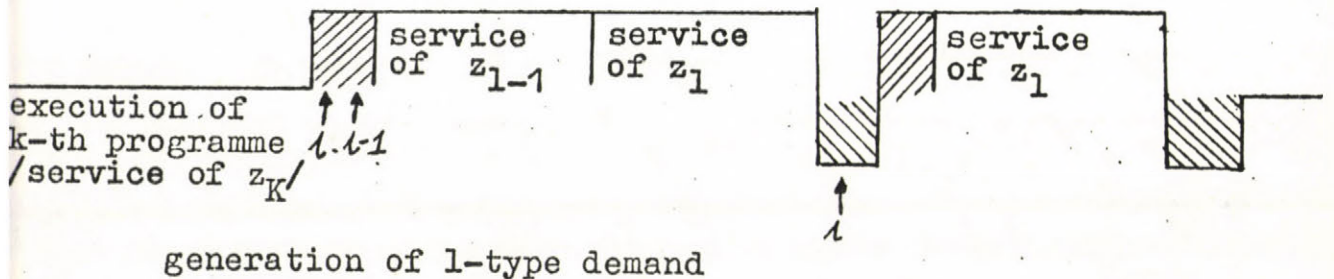 service of z_{l-1}
service of z_l
service of z_l
execution of
k-th programme
/service of z_K/
i i-1
i
generation of l-type demand